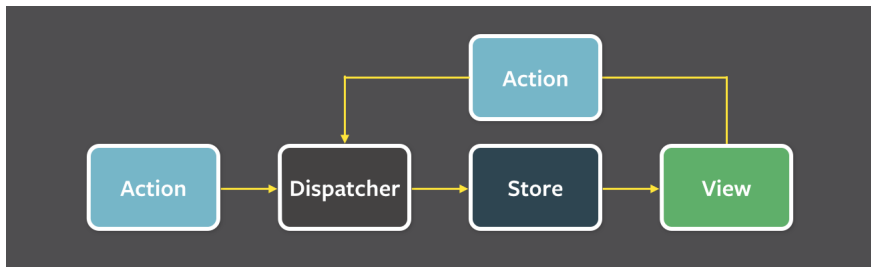 Action
Action
Dispatcher
Store
View